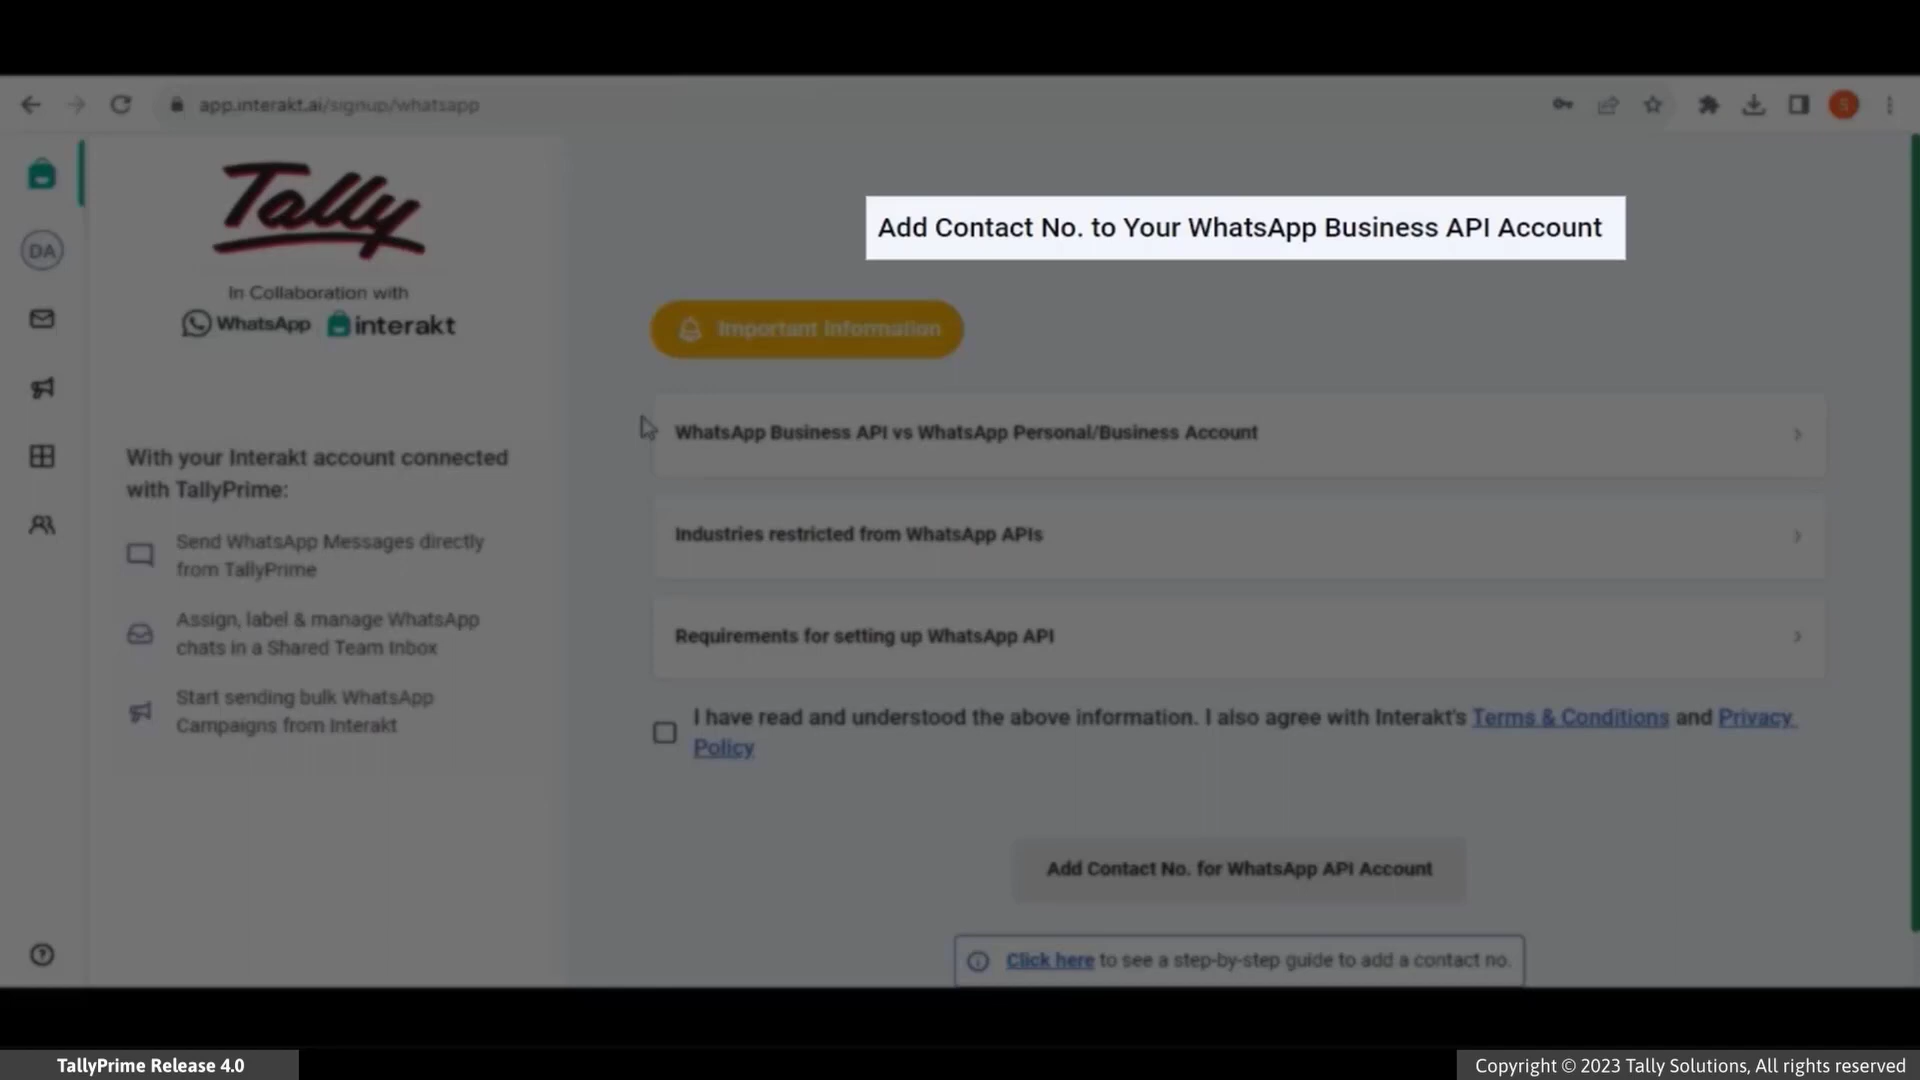 app.interakt.ai/signup/whatsapp
S
DA
Tally
In Collaboration with
WhatsApp interakt
With your Interakt account connected
with TallyPrime:
Send WhatsApp Messages directly
from TallyPrime
Assign, label & manage WhatsApp
chats in a Shared Team Inbox
Start sending bulk WhatsApp
Campaigns from Interakt
Add Contact No. to Your WhatsApp Business API Account
Important Information
WhatsApp Business API vs WhatsApp Personal/Business Account
Industries restricted from WhatsApp APIs
Requirements for setting up WhatsApp API
I have read and understood the above information. I also agree with Interakt's Terms & Conditions and Privacy
Policy
Add Contact No. for WhatsApp API Account
Click here to see a step-by-step guide to add a contact no.
TallyPrime Release 4.0
Copyright © 2023 Tally Solutions, All rights reserved